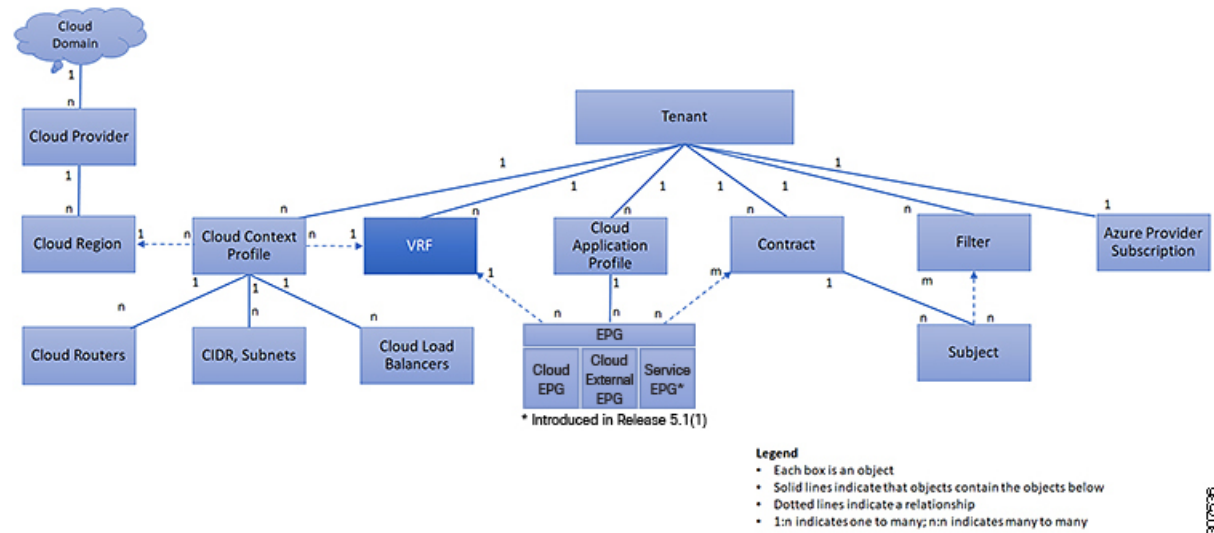 Cloud
Domain
1
n
Cloud Provider
Tenant
1
n
1
1
1
1
1
1
n
n
n
n
n
1
Cloud Region
1
n
Cloud Context
Profile
n
1
VRF
Cloud
Application
Profile
Contract
Filter
Azure Provider
Subscription
1
1
1
1
1
m
1
m
n
n
n
n
n
n
n
n
Cloud Routers
CIDR, Subnets
Cloud Load
Balancers
EPG
Cloud
EPG
Cloud
External
EPG
Service
EPG*
Subject
* Introduced in Release 5.1(1)
Legend
• Each box is an object
• Solid lines indicate that objects contain the objects below
• Dotted lines indicate a relationship
• 1:n indicates one to many; n:n indicates many to many